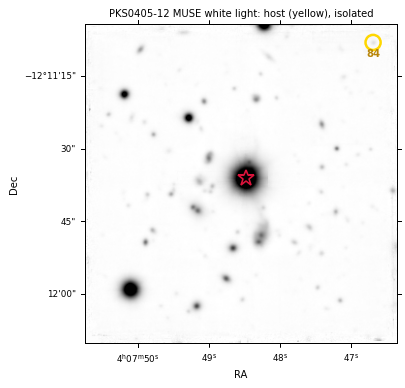 PKS0405-12 MUSE white light: host (yellow), isolated
84
−12°11'15"
30"
45"
12'00"
Dec
4ʰ07ᵐ50ˢ
49ˢ
48ˢ
47ˢ
RA